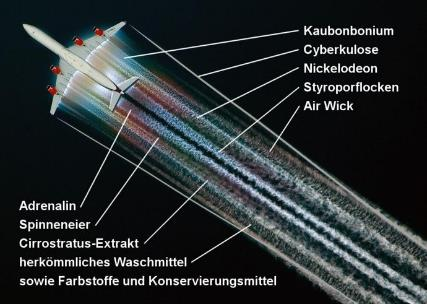 Kaubonbonium
Cyberkulose
Nickelodeon
Styroporflocken
Air Wick
Adrenalin
Spinneneier
Cirrostratus-Extrakt
herkömmliches Waschmittel
sowie Farbstoffe und Konservierungsmittel